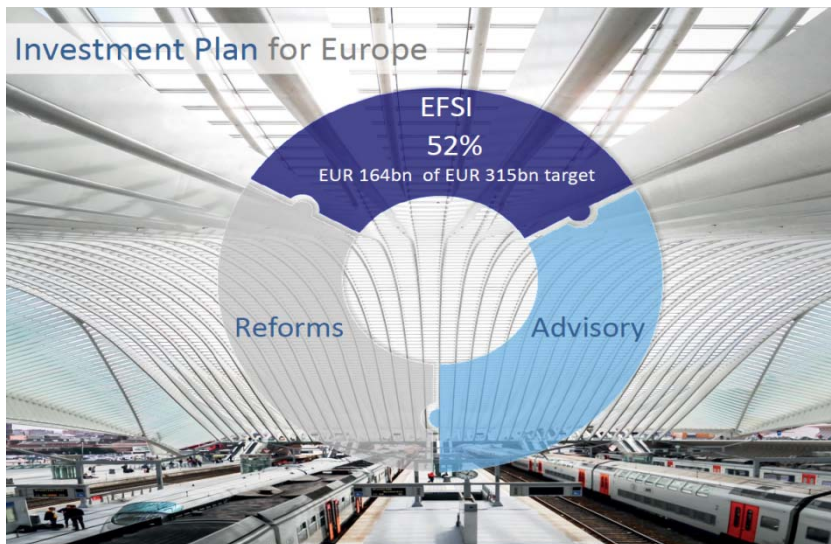 Investment Plan for Europe
EFSI
52%
EUR 164bn of EUR 315bn target
Reforms
Advisory